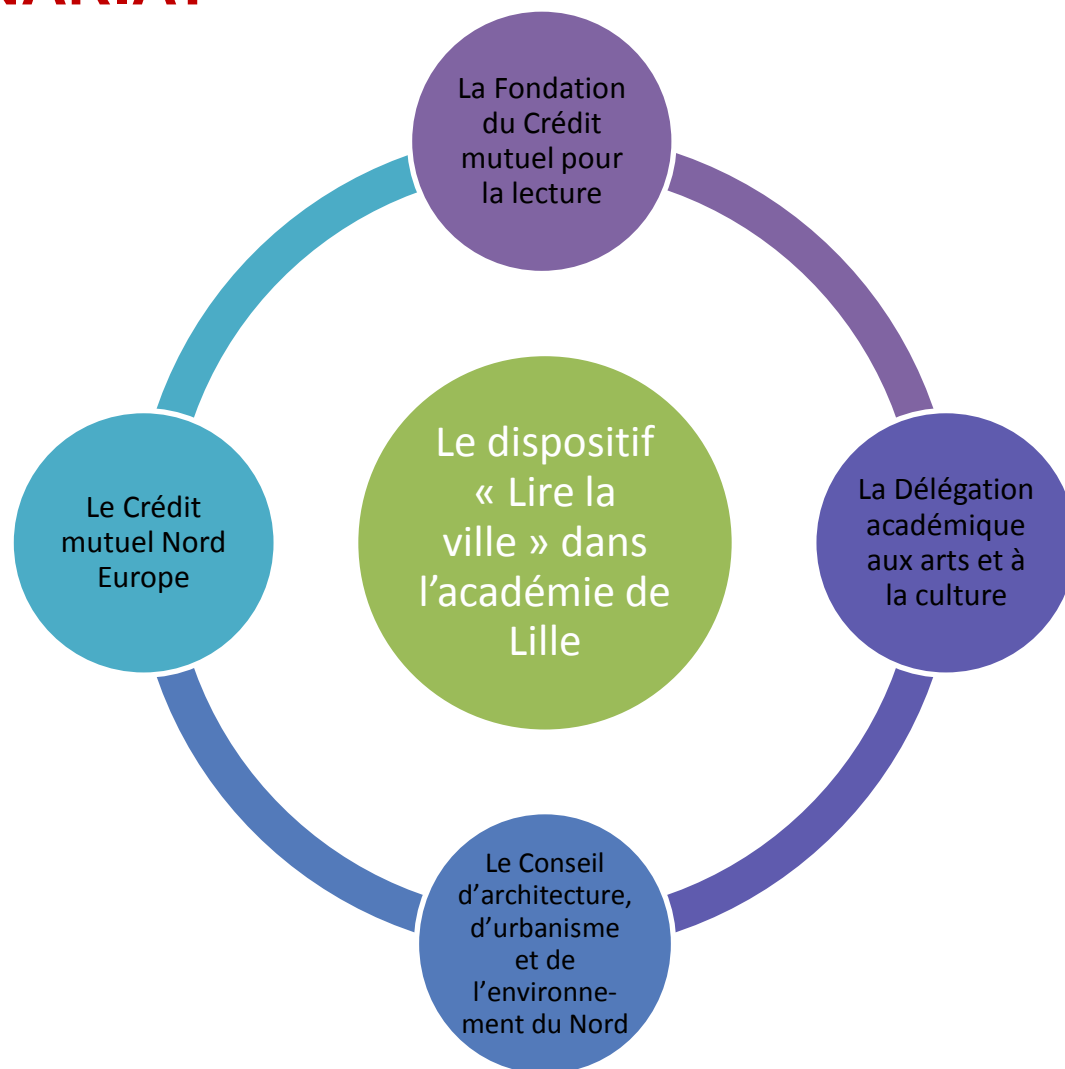 La Fondation
du Crédit
mutuel pour
la lecture
Le Crédit
mutuel Nord
Europe
Le dispositif
« Lire la
ville » dans
l’académie de
Lille
La Délégation
académique
aux arts et à
la culture
Le Conseil
d’architecture,
d’urbanisme
et de
l’environne-
ment du Nord